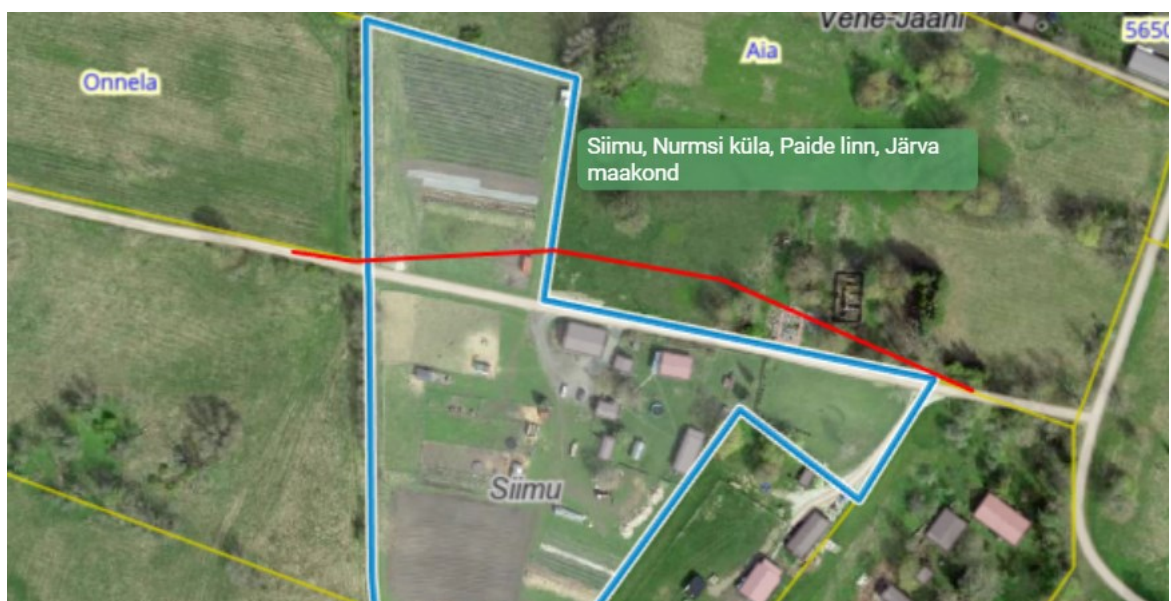 Vene-Jaani
5650
Aia
Onnela
Siimu, Nurmsi küla, Paide linn, Järva
maakond
Siimu